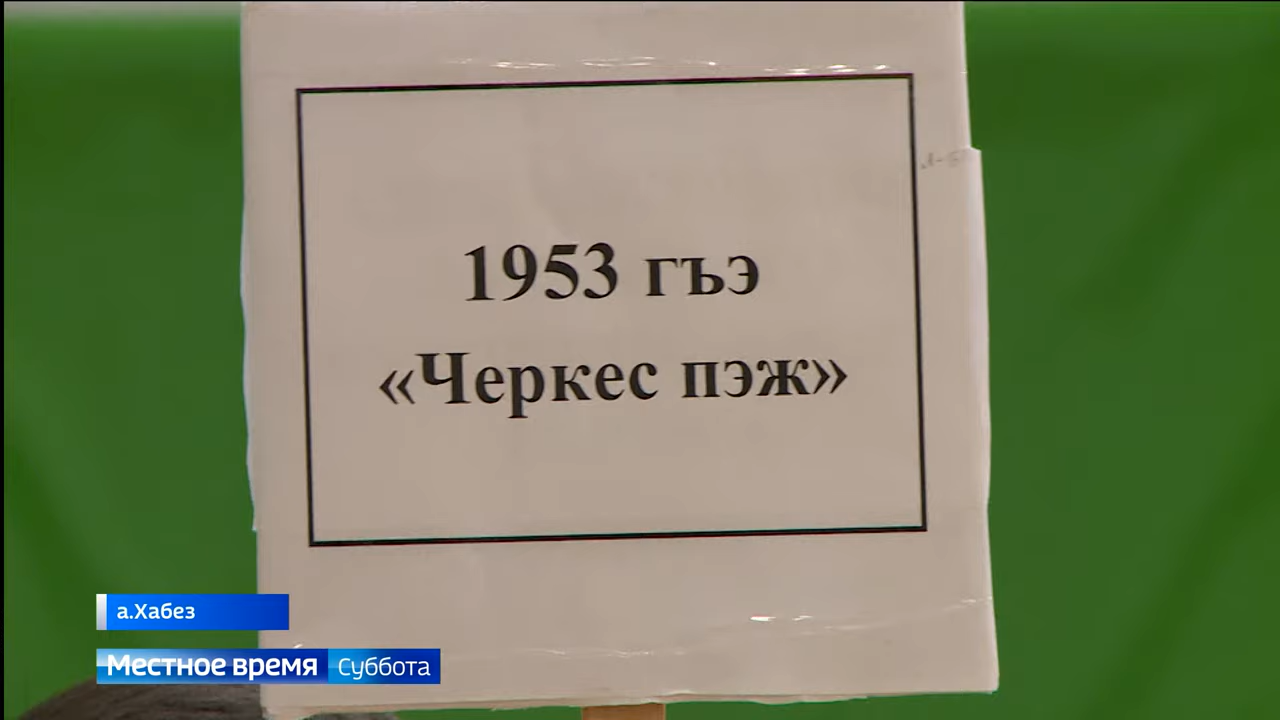 1953 гъэ
«Черкес пэж»
а.Хабез
Местное время Суббота